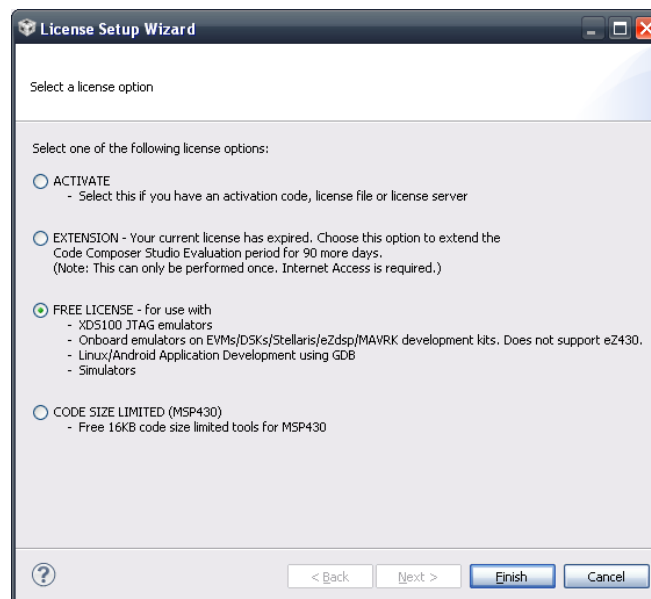 License Setup Wizard
Select a license option
Select one of the following license options:
ACTIVATE
- Select this if you have an activation code, license file or license server
EXTENSION - Your current license has expired. Choose this option to extend the
Code Composer Studio Evaluation period for 90 more days.
(Note: This can only be performed once. Internet Access is required.)
FREE LICENSE - for use with
- XDS100 JTAG emulators
- Onboard emulators on EVMs/DSKs/Stellaris/eZdsp/MAVRK development kits. Does not support eZ430.
- Linux/Android Application Development using GDB
- Simulators
CODE SIZE LIMITED (MSP430)
- Free 16KB code size limited tools for MSP430
? < Back Next > Finish Cancel